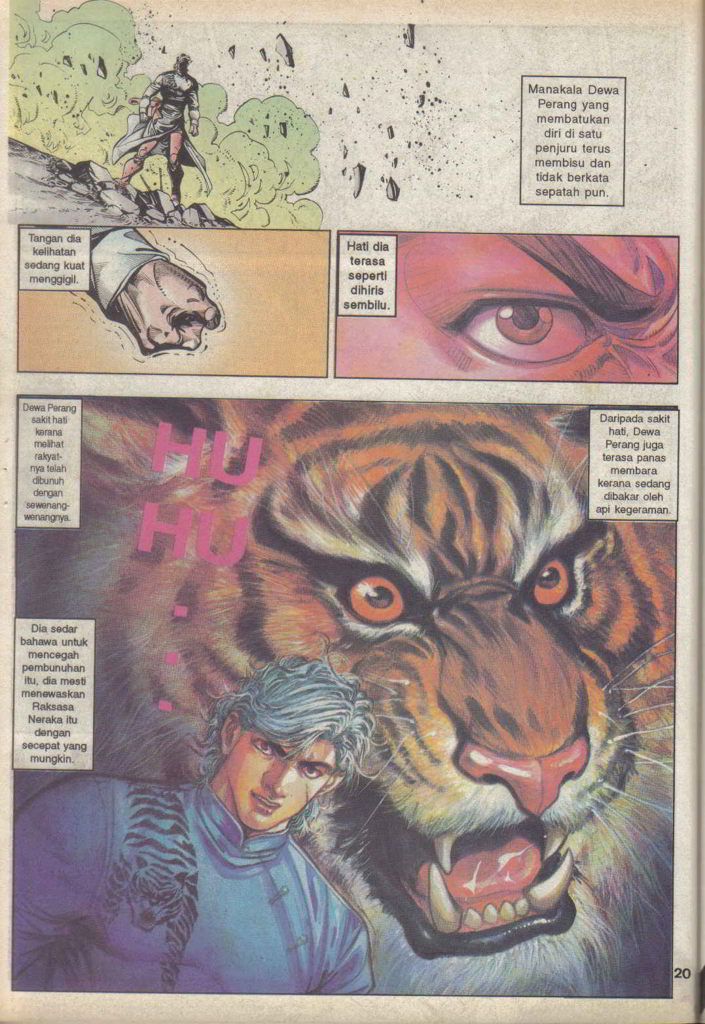 Manakala Dewa
Perang yang
membatukan
diri di satu
penjuru terus
membisu dan
tidak berkata
sepatah pun.
Tangan dia
kelihatan
sedang kuat
menggigil.
Hati dia
terasa
seperti
dihiris
sembilu.
Dewa Perang
sakit hati
kerana
melihat
rakyat-
nya telah
dibunuh
dengan
sewenang-
wenangnya.
HU
HU
. . .
Daripada sakit
hati, Dewa
Perang juga
terasa panas
membara
kerana sedang
dibakar oleh
api kegeraman.
Dia sedar
bahawa untuk
mencegah
pembunuhan
itu, dia mesti
menewaskan
Raksasa
Neraka itu
dengan
secepat yang
mungkin.
20